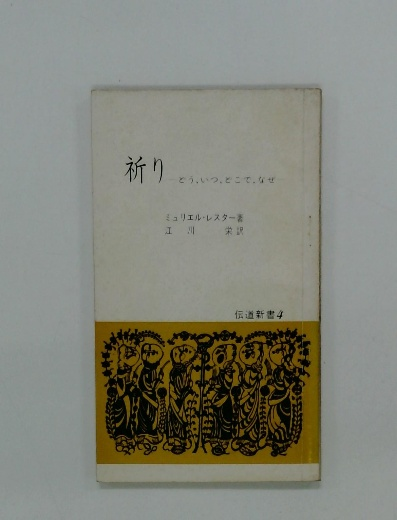 祈り—どう、いつ、どこで、なぜ
ミュリエル・レスター著
江川 栄訳
伝道新書4